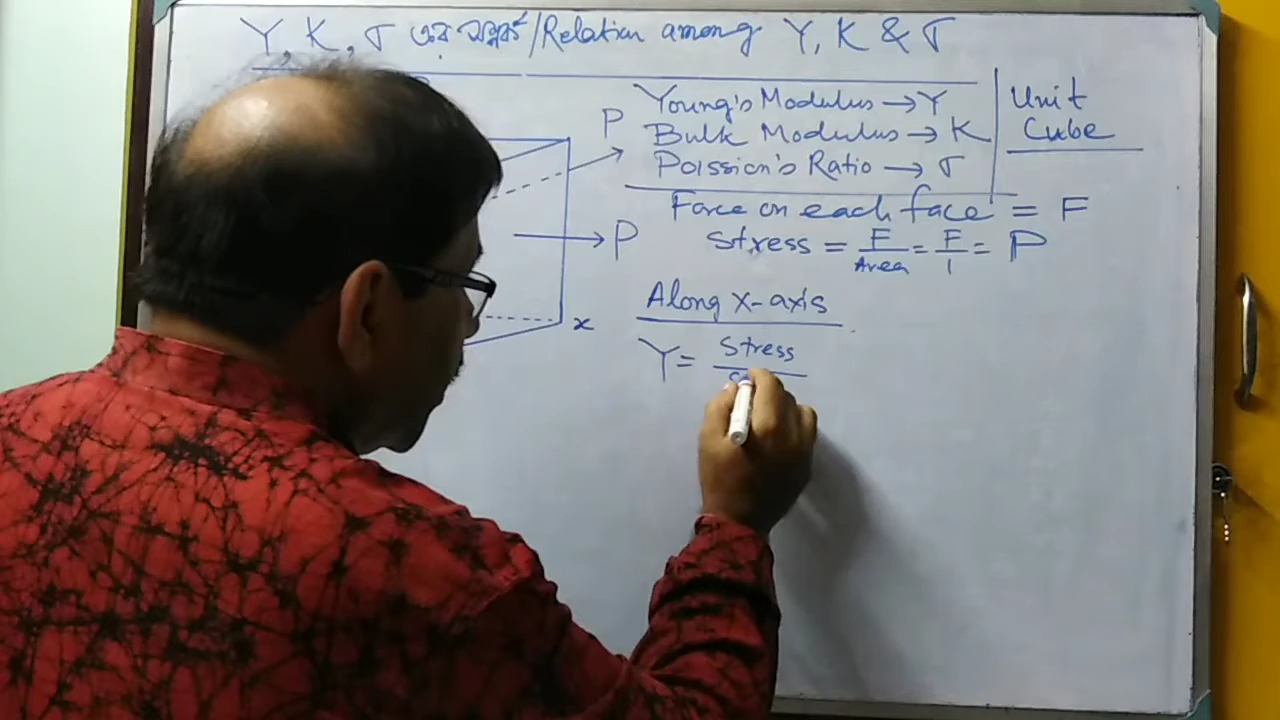 Y, K, σ এর সম্পর্ক/Relation among Y, K & σ
Young's Modulus → Y
Bulk Modulus → K
Poission's Ratio → σ
Unit
Cube
P
P
x
Force on each face = F
Stress = F/Area = F/1 = P
Along X-axis
Y = Stress